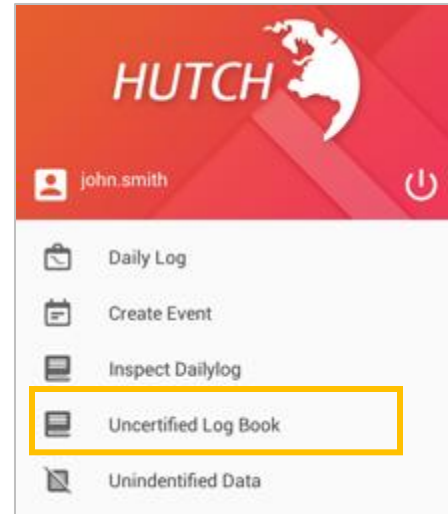 HUTCH
john.smith
Daily Log
Create Event
Inspect Dailylog
Uncertified Log Book
Unindentified Data